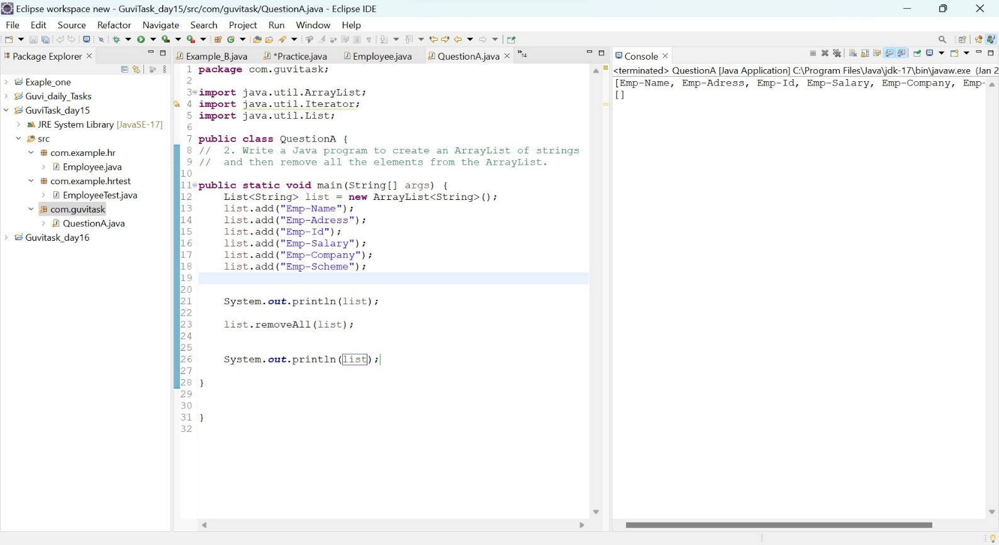 Eclipse workspace new - GuviTask_day15/src/com/guvitask/QuestionA.java - Eclipse IDE
File Edit Source Refactor Navigate Search Project Run Window Help
Package Explorer
Exaple_one
Guvi_daily_Tasks
GuviTask_day15
JRE System Library [JavaSE-17]
src
com.example.hr
Employee.java
com.example.hrtest
EmployeeTest.java
com.guvitask
QuestionA.java
Guvitask_day16
Example_B.java *Practice.java Employee.java QuestionA.java »14
1 package com.guvitask;
2
3 import java.util.ArrayList;
4 import java.util.Iterator;
5 import java.util.List;
6
7 public class QuestionA {
8 //  2. Write a Java program to create an ArrayList of strings
9 //  and then remove all the elements from the ArrayList.
10
11 public static void main(String[] args) {
12     List<String> list = new ArrayList<String>();
13     list.add("Emp-Name");
14     list.add("Emp-Adress");
15     list.add("Emp-Id");
16     list.add("Emp-Salary");
17     list.add("Emp-Company");
18     list.add("Emp-Scheme");
19
20
21     System.out.println(list);
22
23     list.removeAll(list);
24
25
26     System.out.println(list);
27
28 }
29
30
31 }
32
Console
<terminated> QuestionA [Java Application] C:\Program Files\Java\jdk-17\bin\javaw.exe (Jan 2
[Emp-Name, Emp-Adress, Emp-Id, Emp-Salary, Emp-Company, Emp-
[]